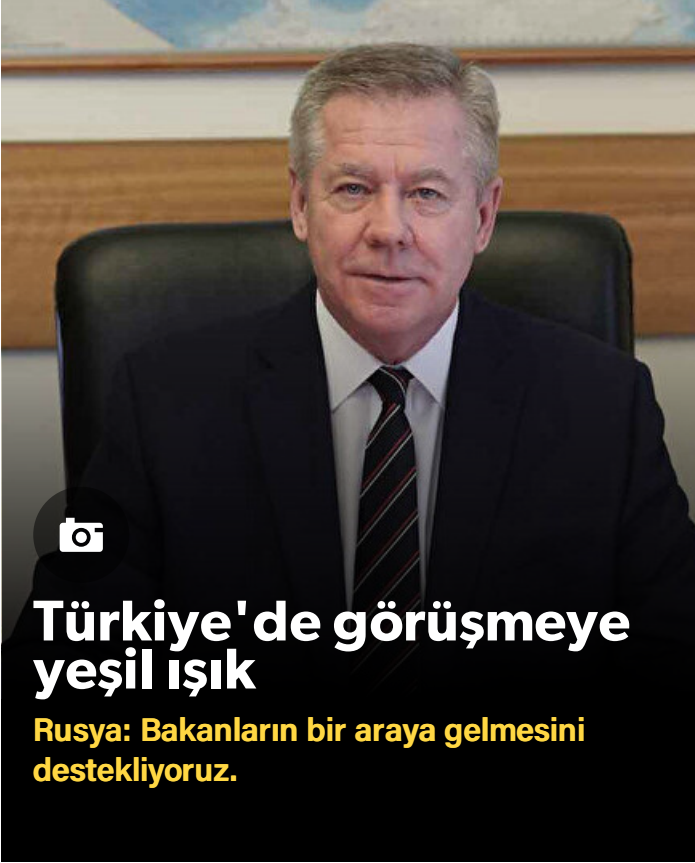 Türkiye'de görüşmeye
yeşil ışık
Rusya: Bakanların bir araya gelmesini
destekliyoruz.